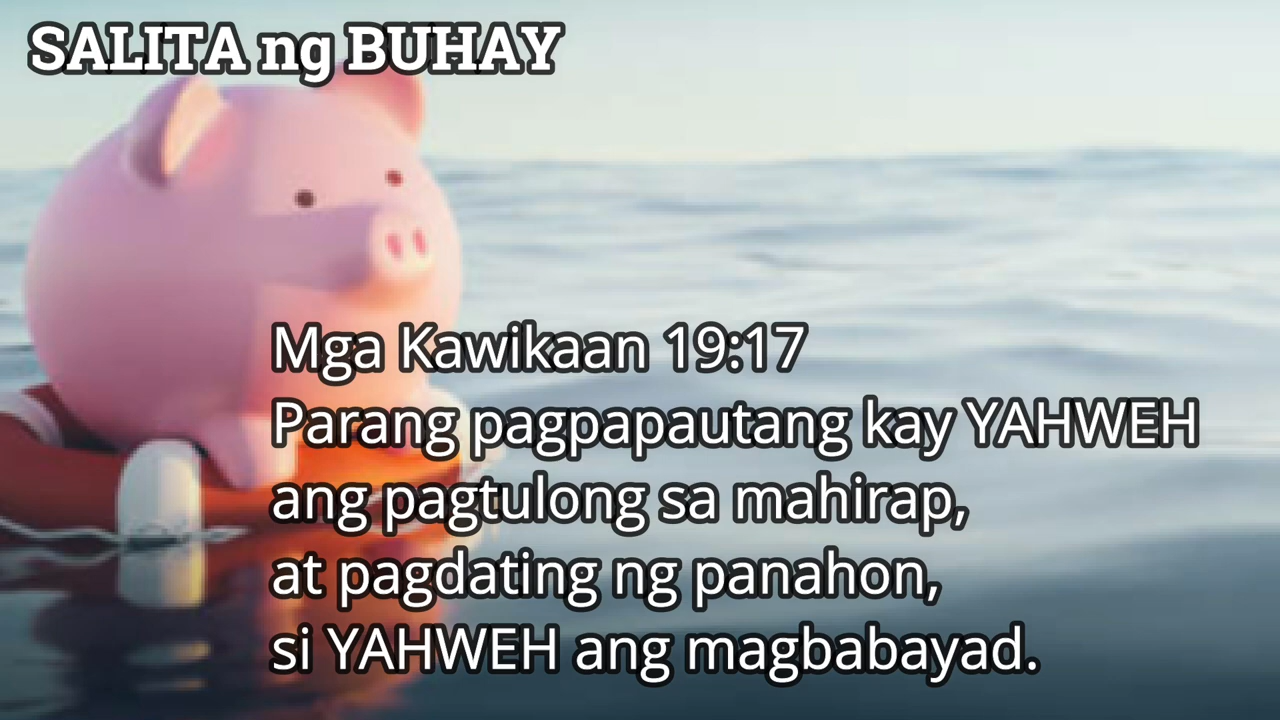 SALITA ng BUHAY
Mga Kawikaan 19:17
Parang pagpapautang kay YAHWEH
ang pagtulong sa mahirap,
at pagdating ng panahon,
si YAHWEH ang magbabayad.